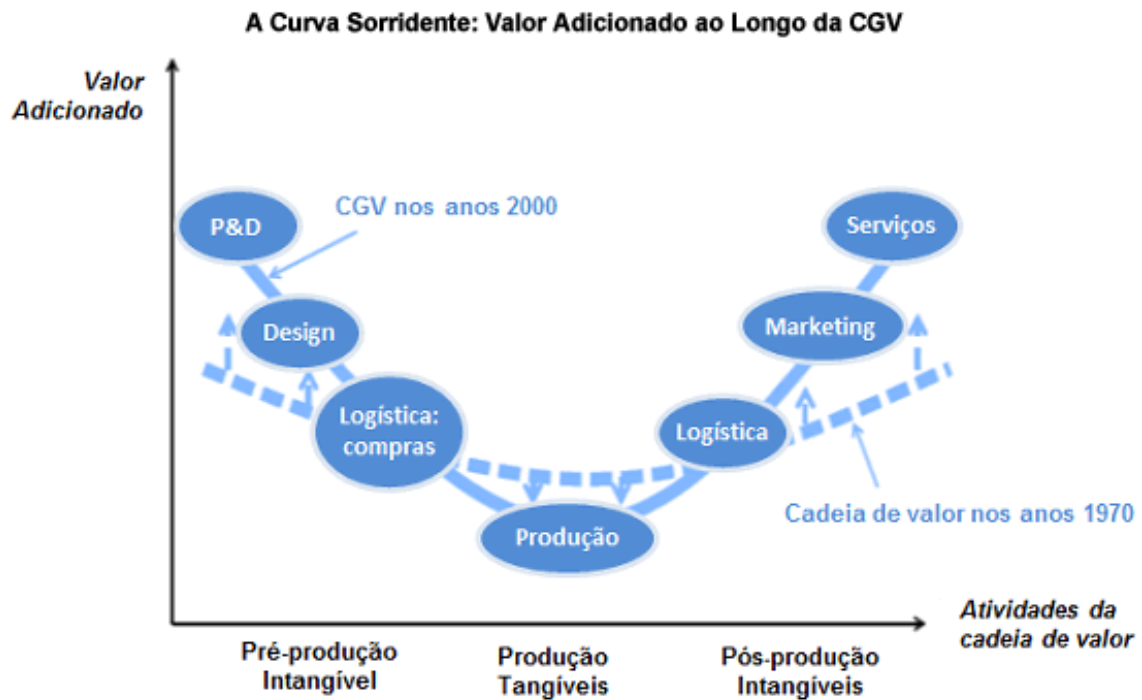 A Curva Sorridente: Valor Adicionado ao Longo da CGV
Valor
Adicionado
P&D
CGV nos anos 2000
Serviços
Design
Marketing
Logística:
compras
Logística
Produção
Cadeia de valor nos anos 1970
Atividades da
cadeia de valor
Pré-produção
Intangível
Produção
Tangíveis
Pós-produção
Intangíveis